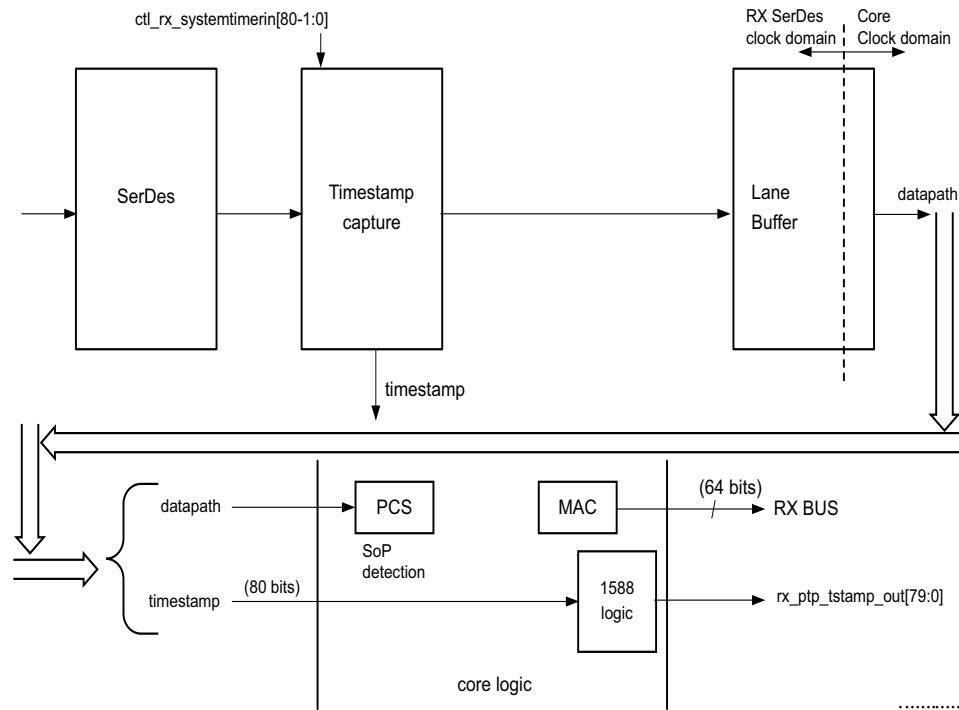 ctl_rx_systemtimerin[80-1:0]
RX SerDes
clock domain
Core
Clock domain
SerDes
Timestamp
capture
Lane
Buffer
datapath
timestamp
datapath
PCS
MAC
(64 bits)
RX BUS
SoP
detection
timestamp
(80 bits)
1588
logic
rx_ptp_tstamp_out[79:0]
core logic